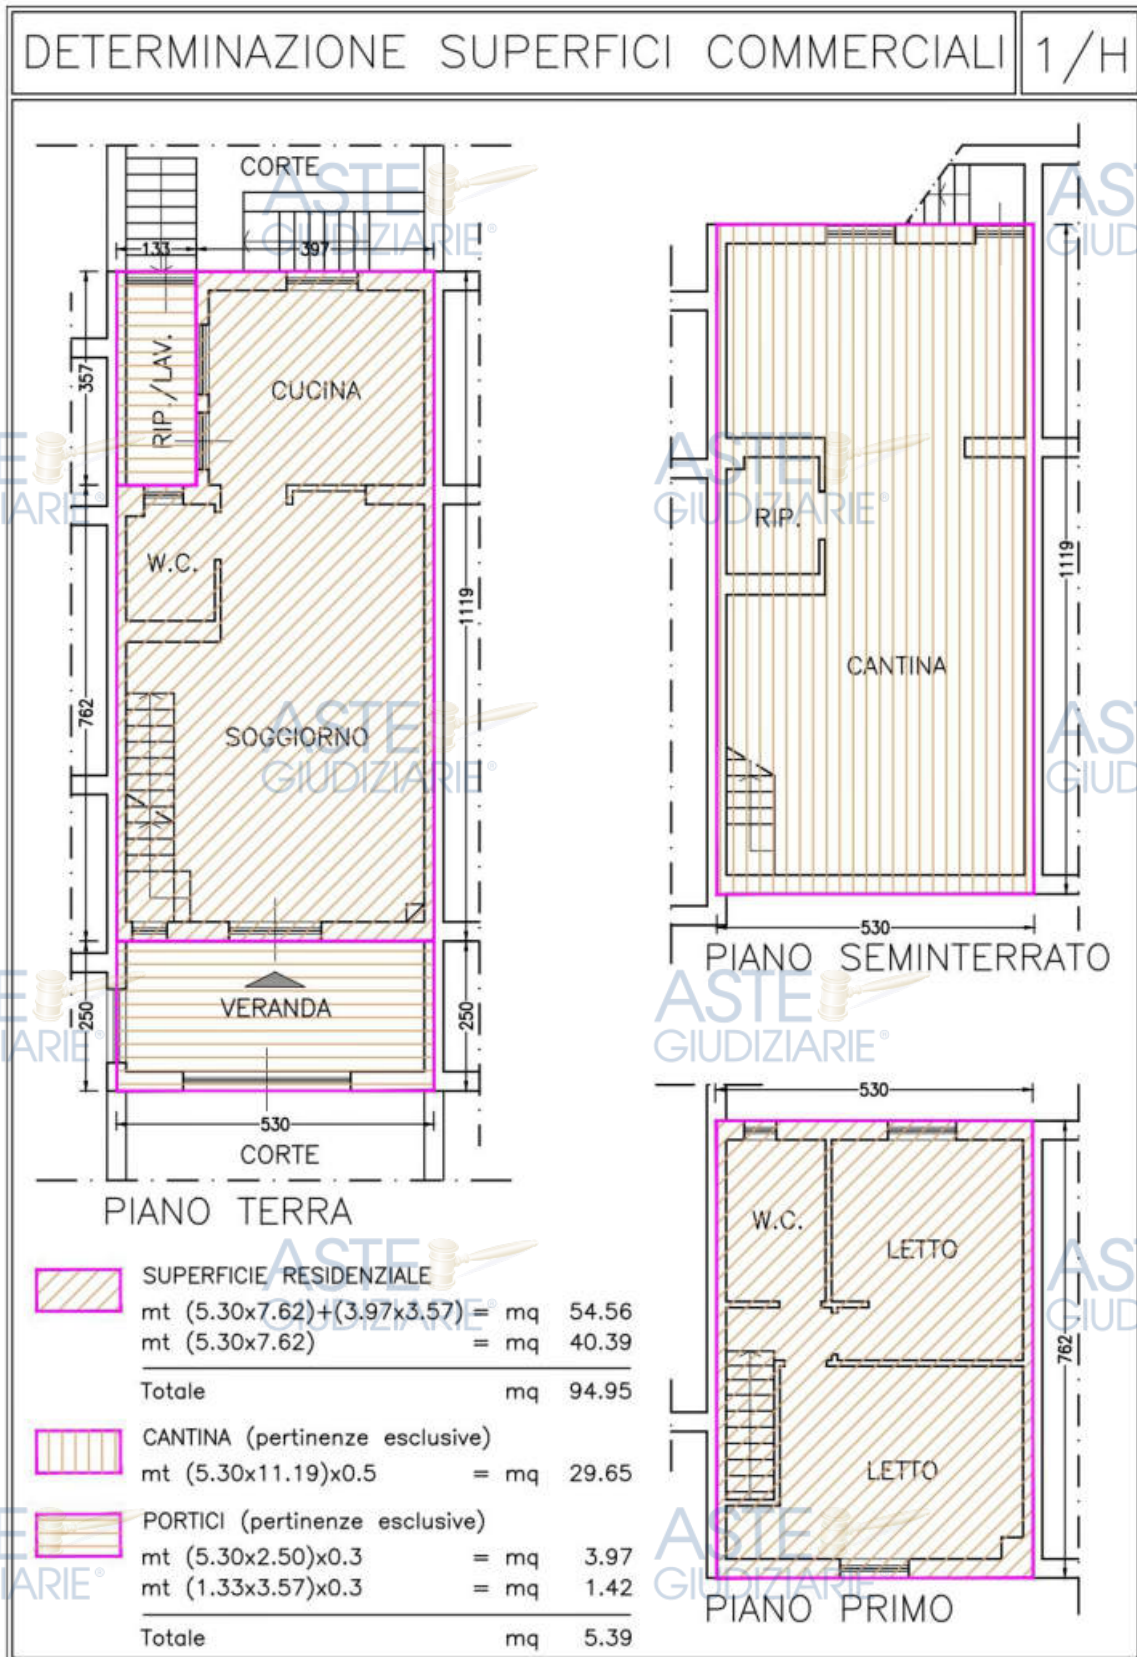 DETERMINAZIONE SUPERFICI COMMERCIALI 1/H
CORTE
133 397
357
RIP./LAV.
CUCINA
W.C.
1119
762
SOGGIORNO
250
VERANDA
250
530
CORTE
PIANO TERRA
RIP.
1119
CANTINA
530
PIANO SEMINTERRATO
530
W.C.
LETTO
762
LETTO
PIANO PRIMO
SUPERFICIE RESIDENZIALE
mt (5.30x7.62)+(3.97x3.57) = mq 54.56
mt (5.30x7.62) = mq 40.39
Totale mq 94.95
CANTINA (pertinenze esclusive)
mt (5.30x11.19)x0.5 = mq 29.65
PORTICI (pertinenze esclusive)
mt (5.30x2.50)x0.3 = mq 3.97
mt (1.33x3.57)x0.3 = mq 1.42
Totale mq 5.39
ASTE
GIUDIZIARIE®